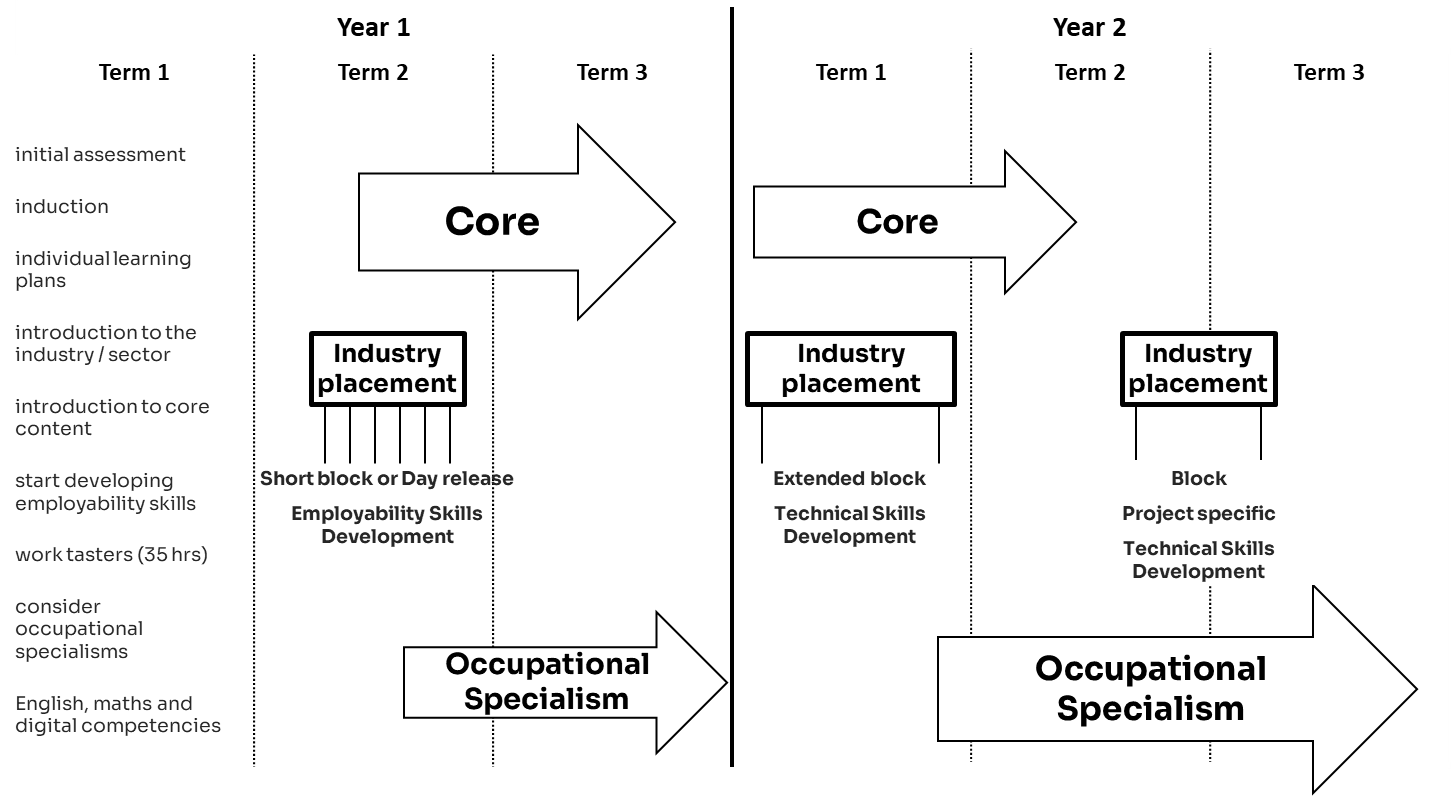 Year 1
Year 2
Term 1
Term 2
Term 3
Term 1
Term 2
Term 3
initial assessment
induction
individual learning
plans
introduction to the
industry / sector
introduction to core
content
start developing
employability skills
work tasters (35 hrs)
consider
occupational
specialisms
English, maths and
digital competencies
Core
Industry
placement
Short block or Day release
Employability Skills
Development
Occupational
Specialism
Core
Industry
placement
Extended block
Technical Skills
Development
Industry
placement
Block
Project specific
Technical Skills
Development
Occupational
Specialism